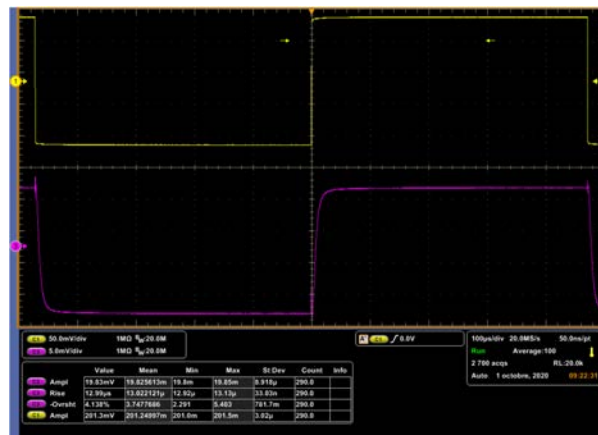 1
3
C1 50.0mV/div 1MΩ BW:20.0M
C3 5.0mV/div 1MΩ BW:20.0M
A' C1 0.0V
100µs/div 20.0MS/s 50.0ns/pt
Run Average:100
2 700 acqs RL:20.0k
Auto 1 octobre, 2020 09:22:31
Value Mean Min Max St Dev Count Info
C3 Ampl 19.83mV 19.825613m 19.8m 19.85m 8.918µ 290.0
C3 Rise 12.99µs 13.022121µ 12.92µ 13.13µ 33.03n 290.0
C3 -Ovrsht 4.138% 3.7477686 2.291 5.403 781.7m 290.0
C1 Ampl 201.3mV 201.24997m 201.0m 201.5m 3.02µ 290.0